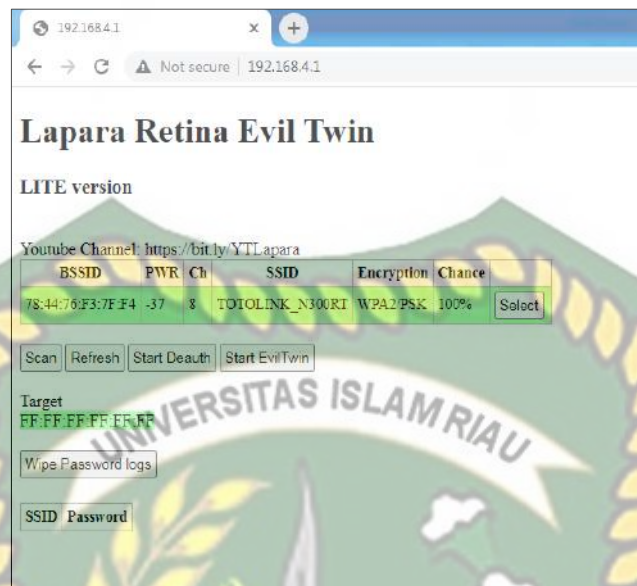 192.168.4.1
Not secure | 192.168.4.1
Lapara Retina Evil Twin
LITE version
Youtube Channel: https://bit.ly/YTLapara
BSSID PWR Ch SSID Encryption Chance
78:44:76:F3:7F:F4 -37 8 TOTOLINK_N300RT WPA2/PSK 100% Select
Scan Refresh Start Deauth Start EvilTwin
Target
FF:FF:FF:FF:FF:FF
UNIVERSITAS ISLAM RIAU
Wipe Password logs
SSID Password